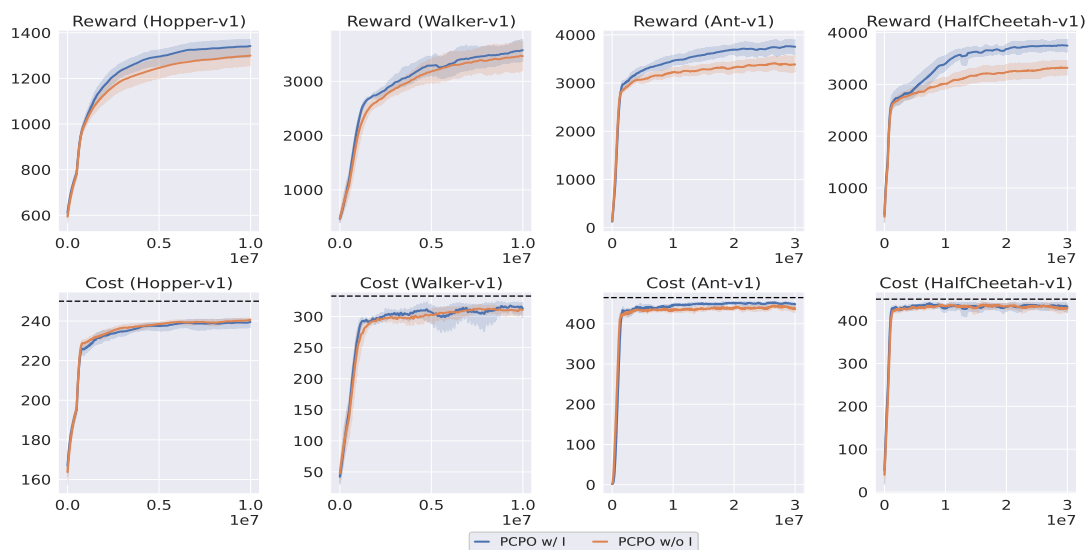 Reward (Hopper-v1)
1400
1200
1000
800
600
0.0 0.5 1.0
1e7
Reward (Walker-v1)
3000
2000
1000
0.0 0.5 1.0
1e7
Reward (Ant-v1)
4000
3000
2000
1000
0
0 1 2 3
1e7
Reward (HalfCheetah-v1)
4000
3000
2000
1000
0 1 2 3
1e7
Cost (Hopper-v1)
240
220
200
180
160
0.0 0.5 1.0
1e7
Cost (Walker-v1)
300
250
200
150
100
50
0.0 0.5 1.0
1e7
Cost (Ant-v1)
400
300
200
100
0
0 1 2 3
1e7
Cost (HalfCheetah-v1)
400
300
200
100
0
0 1 2 3
1e7
PCPO w/ I PCPO w/o I